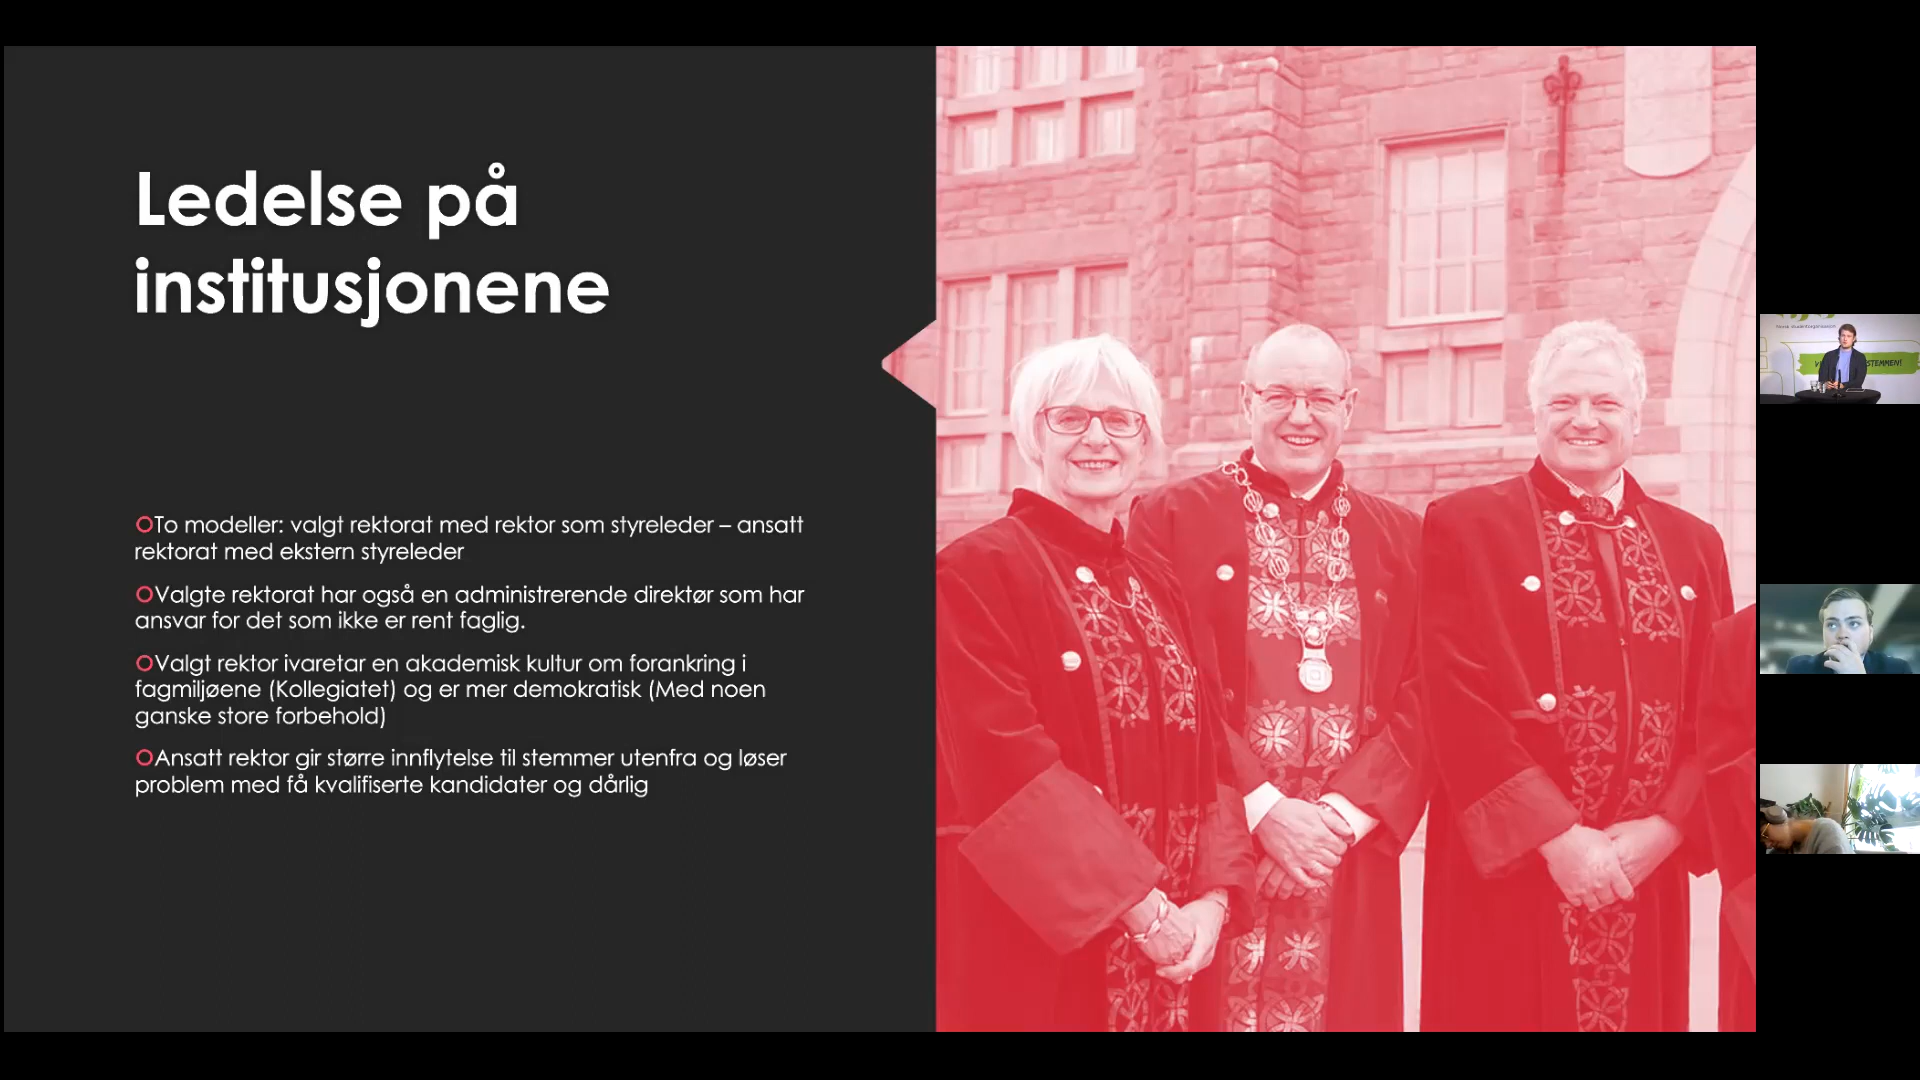 Ledelse på
institusjonene
To modeller: valgt rektorat med rektor som styreleder – ansatt
rektorat med ekstern styreleder
Valgte rektorat har også en administrerende direktør som har
ansvar for det som ikke er rent faglig.
Valgt rektor ivaretar en akademisk kultur om forankring i
fagmiljøene (Kollegiatet) og er mer demokratisk (Med noen
ganske store forbehold)
Ansatt rektor gir større innflytelse til stemmer utenfra og løser
problem med få kvalifiserte kandidater og dårlig
Norsk studentorganisasjon
STEMMEN!